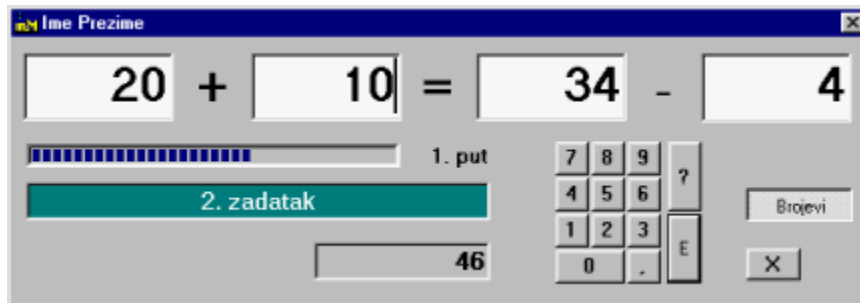 mM Ime Prezime
20 + 10 = 34 - 4
1. put
7 8 9 ?
2. zadatak
4 5 6
Brojevi
1 2 3 E
46
0 . X